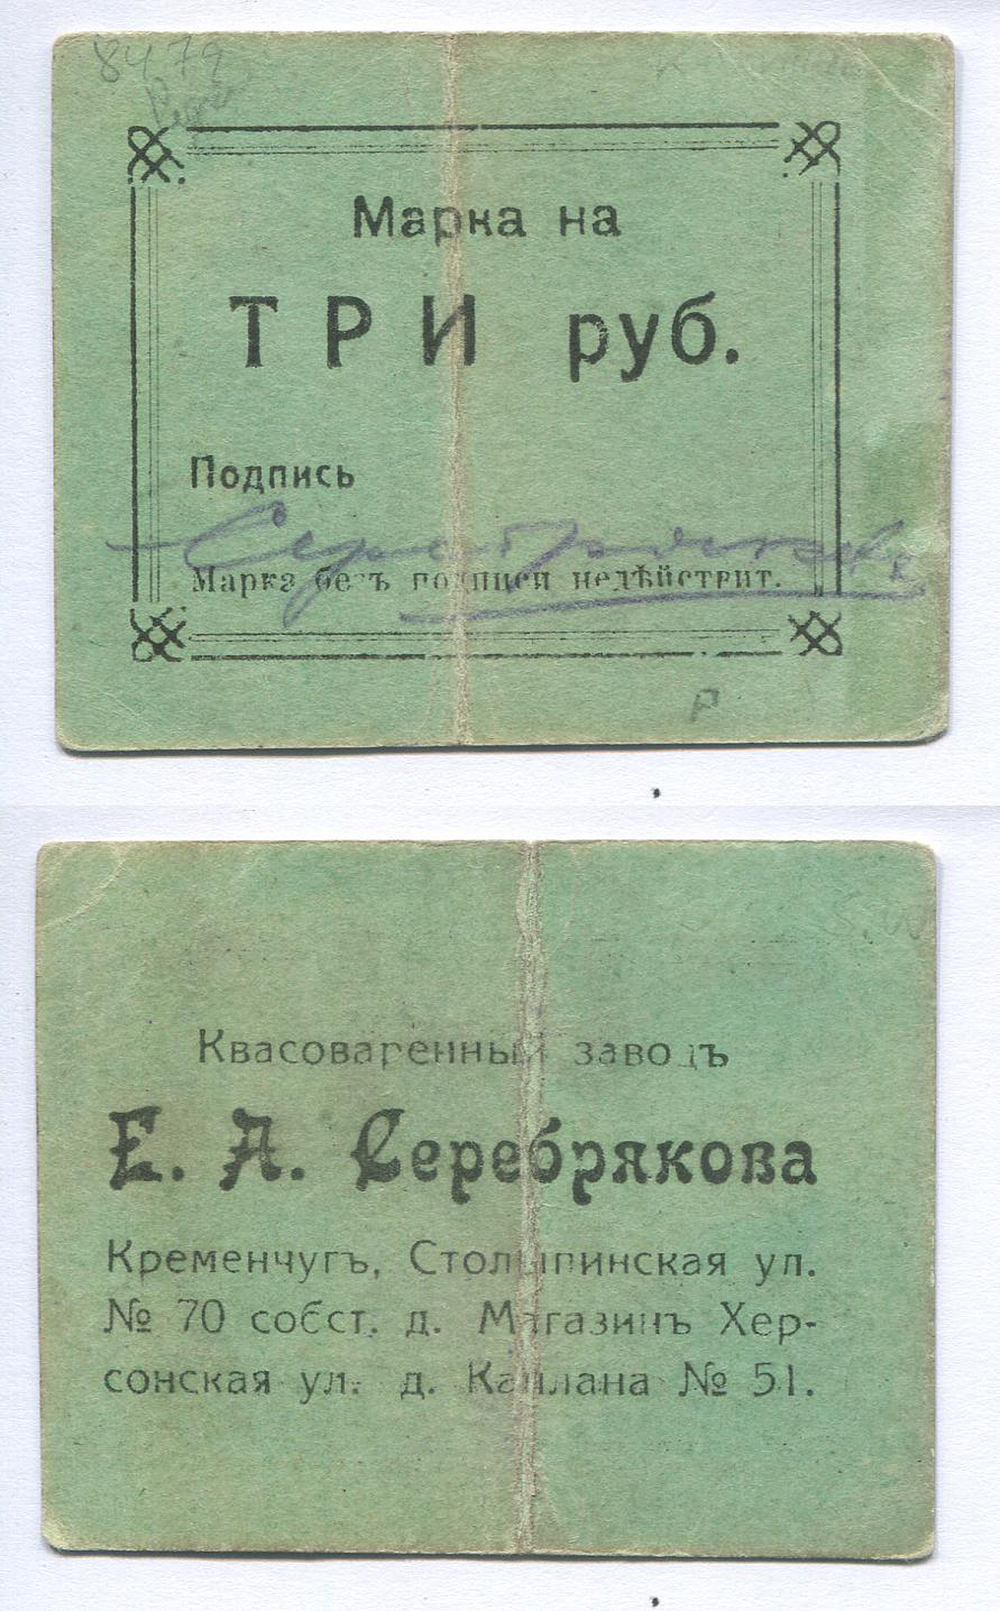 8479
Марка на
ТРИ руб.
Подпись
Марка безъ подписи недѣйствит.
Р
Квасоваренный заводъ
Е. А. Серебрякова
Кременчугъ, Столыпинская ул.
№ 70 собст. д. Магазинъ Хер-
сонская ул. д. Каплана № 51.